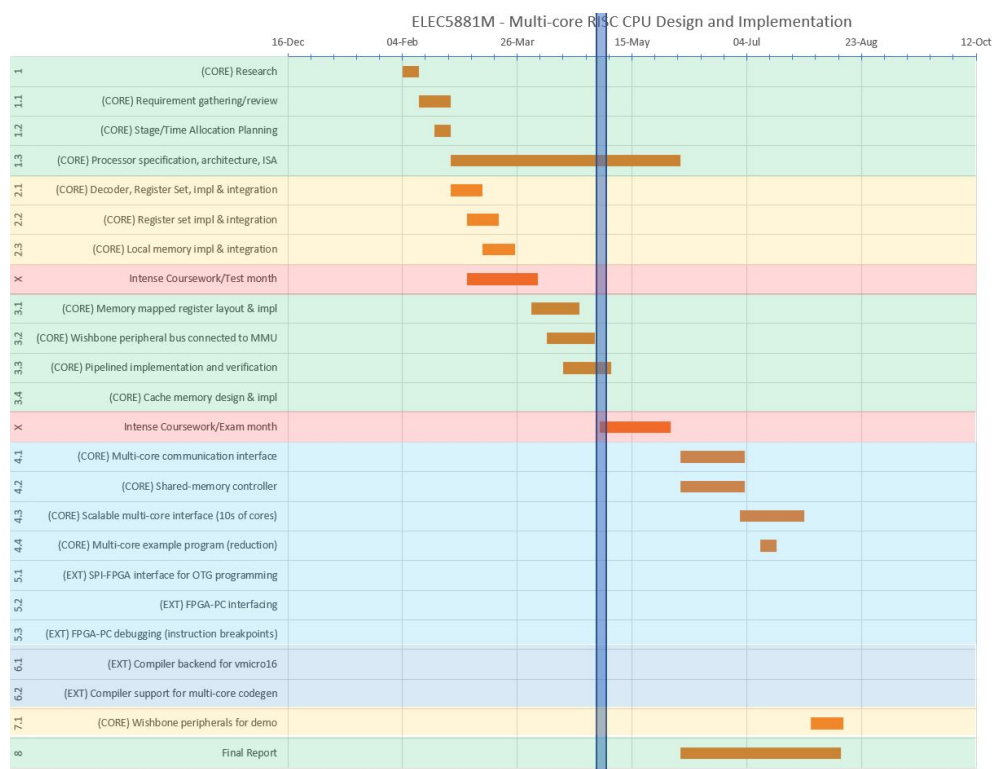 ELEC5881M - Multi-core RISC CPU Design and Implementation
16-Dec 04-Feb 26-Mar 15-May 04-Jul 23-Aug 12-Oct
1 (CORE) Research
1.1 (CORE) Requirement gathering/review
1.2 (CORE) Stage/Time Allocation Planning
1.3 (CORE) Processor specification, architecture, ISA
2.1 (CORE) Decoder, Register Set, impl & integration
2.2 (CORE) Register set impl & integration
2.3 (CORE) Local memory impl & integration
X Intense Coursework/Test month
3.1 (CORE) Memory mapped register layout & impl
3.2 (CORE) Wishbone peripheral bus connected to MMU
3.3 (CORE) Pipelined implementation and verification
3.4 (CORE) Cache memory design & impl
X Intense Coursework/Exam month
4.1 (CORE) Multi-core communication interface
4.2 (CORE) Shared-memory controller
4.3 (CORE) Scalable multi-core interface (10s of cores)
4.4 (CORE) Multi-core example program (reduction)
5.1 (EXT) SPI-FPGA interface for OTG programming
5.2 (EXT) FPGA-PC interfacing
5.3 (EXT) FPGA-PC debugging (instruction breakpoints)
6.1 (EXT) Compiler backend for vmicro16
6.2 (EXT) Compiler support for multi-core codegen
7.1 (CORE) Wishbone peripherals for demo
8 Final Report